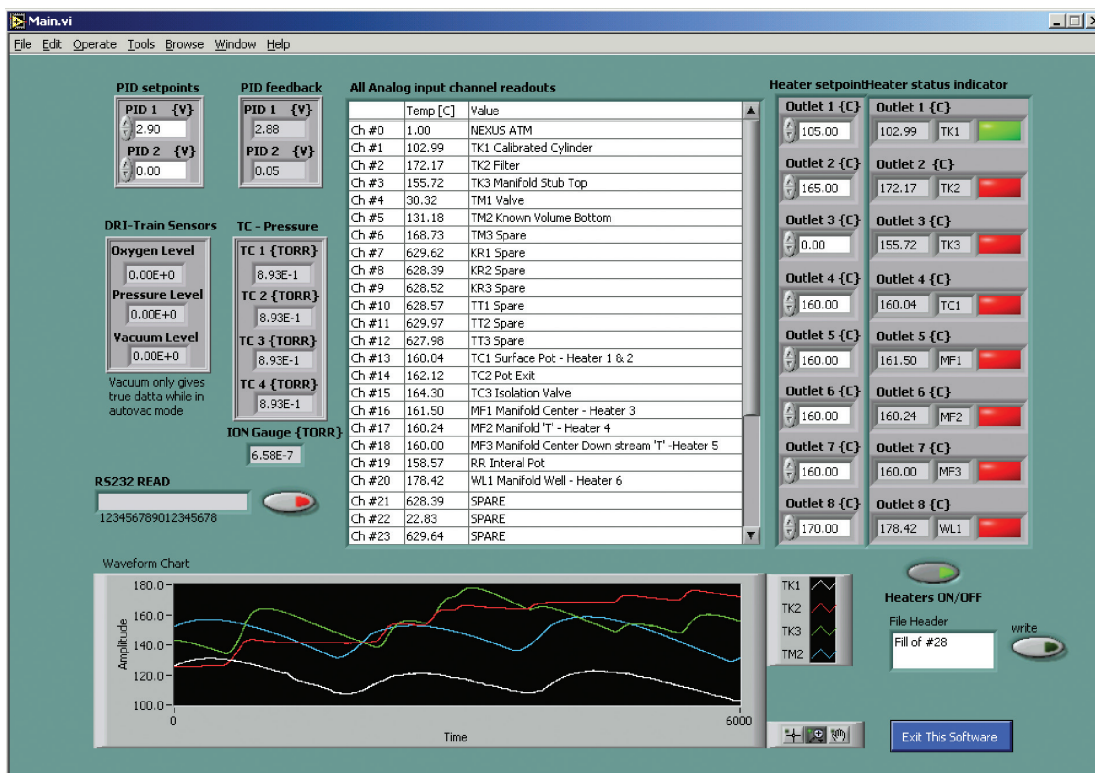 Main.vi
File Edit Operate Tools Browse Window Help
PID setpoints
PID 1 {V}
2.90
PID 2 {V}
0.00
PID feedback
PID 1 {V}
2.88
PID 2 {V}
0.05
DRI-Train Sensors
Oxygen Level
0.00E+0
Pressure Level
0.00E+0
Vacuum Level
0.00E+0
Vacuum only gives
true datta while in
autovac mode
TC - Pressure
TC 1 {TORR}
8.93E-1
TC 2 {TORR}
8.93E-1
TC 3 {TORR}
8.93E-1
TC 4 {TORR}
8.93E-1
ION Gauge {TORR}
6.58E-7
RS232 READ
123456789012345678
All Analog input channel readouts
Temp [C] Value
Ch #0 1.00 NEXUS ATM
Ch #1 102.99 TK1 Calibrated Cylinder
Ch #2 172.17 TK2 Filter
Ch #3 155.72 TK3 Manifold Stub Top
Ch #4 30.32 TM1 Valve
Ch #5 131.18 TM2 Known Volume Bottom
Ch #6 168.73 TM3 Spare
Ch #7 629.62 KR1 Spare
Ch #8 628.39 KR2 Spare
Ch #9 628.52 KR3 Spare
Ch #10 628.57 TT1 Spare
Ch #11 629.97 TT2 Spare
Ch #12 627.98 TT3 Spare
Ch #13 160.04 TC1 Surface Pot - Heater 1 & 2
Ch #14 162.12 TC2 Pot Exit
Ch #15 164.30 TC3 Isolation Valve
Ch #16 161.50 MF1 Manifold Center - Heater 3
Ch #17 160.24 MF2 Manifold 'T' - Heater 4
Ch #18 160.00 MF3 Manifold Center Down stream 'T' -Heater 5
Ch #19 158.57 RR Interal Pot
Ch #20 178.42 WL1 Manifold Well - Heater 6
Ch #21 628.39 SPARE
Ch #22 22.83 SPARE
Ch #23 629.64 SPARE
Heater setpoint
Outlet 1 {C}
105.00
Outlet 2 {C}
165.00
Outlet 3 {C}
0.00
Outlet 4 {C}
160.00
Outlet 5 {C}
160.00
Outlet 6 {C}
160.00
Outlet 7 {C}
160.00
Outlet 8 {C}
170.00
Heater status indicator
Outlet 1 {C}
102.99 TK1
Outlet 2 {C}
172.17 TK2
Outlet 3 {C}
155.72 TK3
Outlet 4 {C}
160.04 TC1
Outlet 5 {C}
161.50 MF1
Outlet 6 {C}
160.24 MF2
Outlet 7 {C}
160.00 MF3
Outlet 8 {C}
178.42 WL1
Heaters ON/OFF
File Header
Fill of #28
write
Exit This Software
Waveform Chart
Amplitude
180.0
160.0
140.0
120.0
100.0
0
6000
Time
TK1
TK2
TK3
TM2